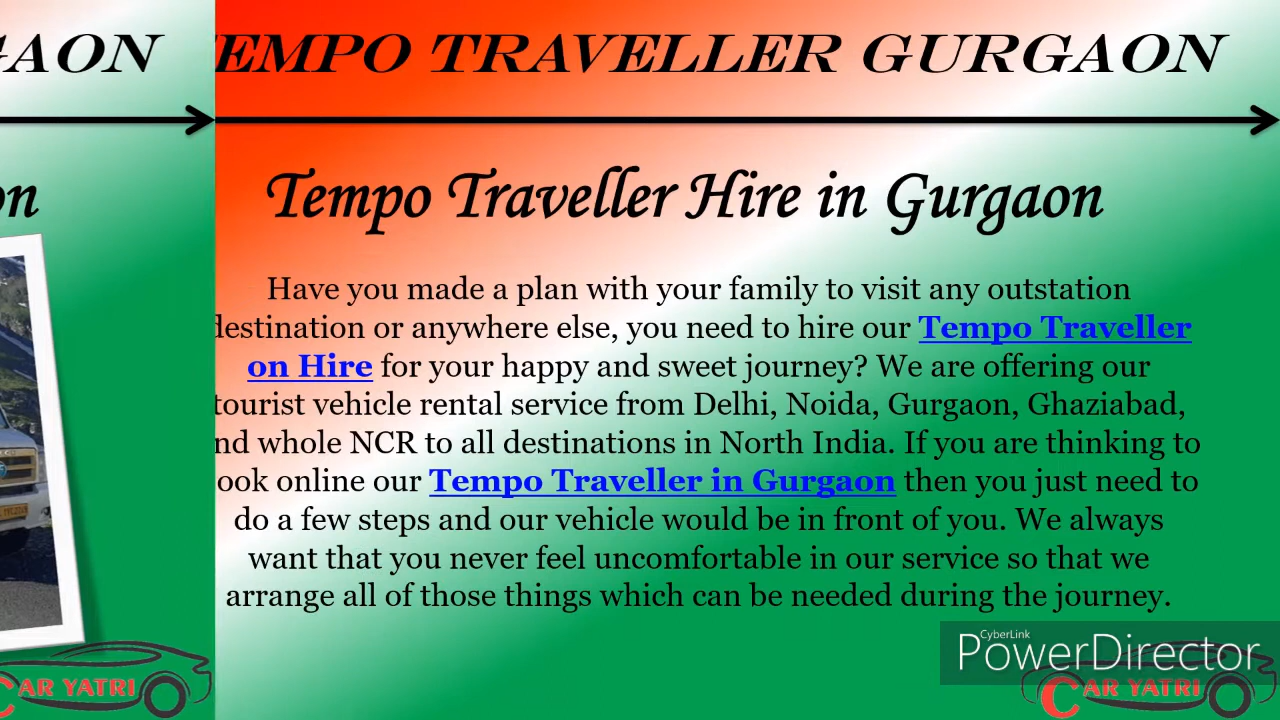 GAON
TEMPO TRAVELLER GURGAON
on
Tempo Traveller Hire in Gurgaon
Have you made a plan with your family to visit any outstation
destination or anywhere else, you need to hire our Tempo Traveller
on Hire for your happy and sweet journey? We are offering our
tourist vehicle rental service from Delhi, Noida, Gurgaon, Ghaziabad,
nd whole NCR to all destinations in North India. If you are thinking to
ook online our Tempo Traveller in Gurgaon then you just need to
do a few steps and our vehicle would be in front of you. We always
want that you never feel uncomfortable in our service so that we
arrange all of those things which can be needed during the journey.
CyberLink
PowerDirector
CAR YATRI
CAR YATRI